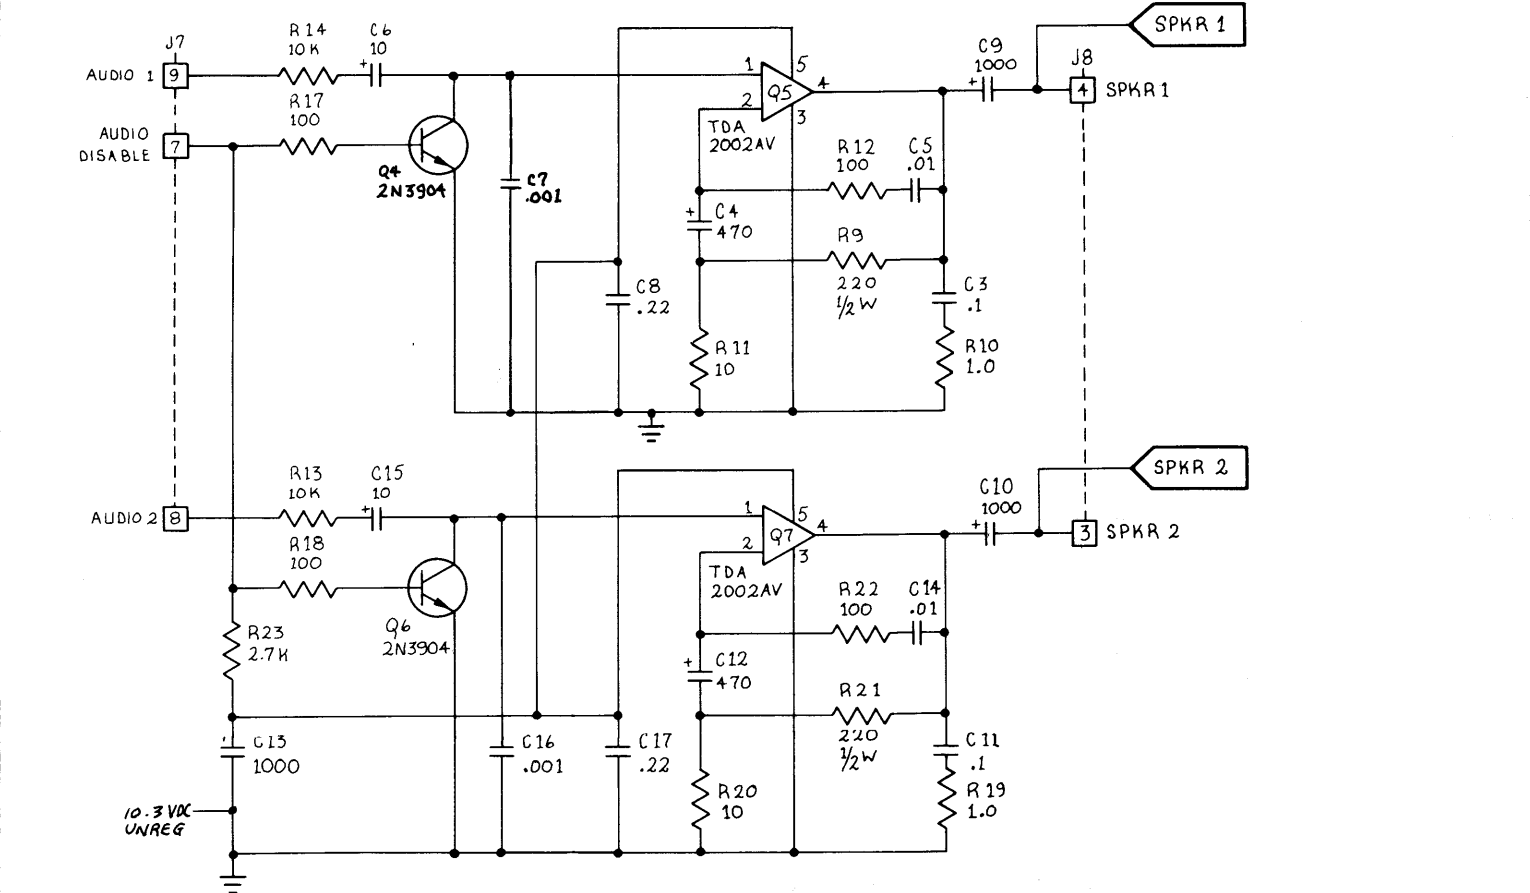 SPKR 1
R14
10K
C6
10
J7
C9
1000
J8
AUDIO 1
9
+
1
5
Q5
4
+
4
SPKR1
R17
100
2
3
TDA
2002AV
AUDIO
DISABLE
7
R12
100
C5
.01
Q4
2N3904
C7
.001
+
C4
470
R9
220
1/2W
C8
.22
C3
.1
R11
10
R10
1.0
SPKR 2
R13
10K
C15
10
C10
1000
AUDIO 2
8
+
1
5
Q7
4
+
3
SPKR 2
R18
100
2
3
TDA
2002AV
R22
100
C14
.01
Q6
2N3904
R23
2.7K
+
C12
470
R21
220
1/2W
C13
1000
C16
.001
C17
.22
C11
.1
R20
10
R19
1.0
10.3 VDC
UNREG